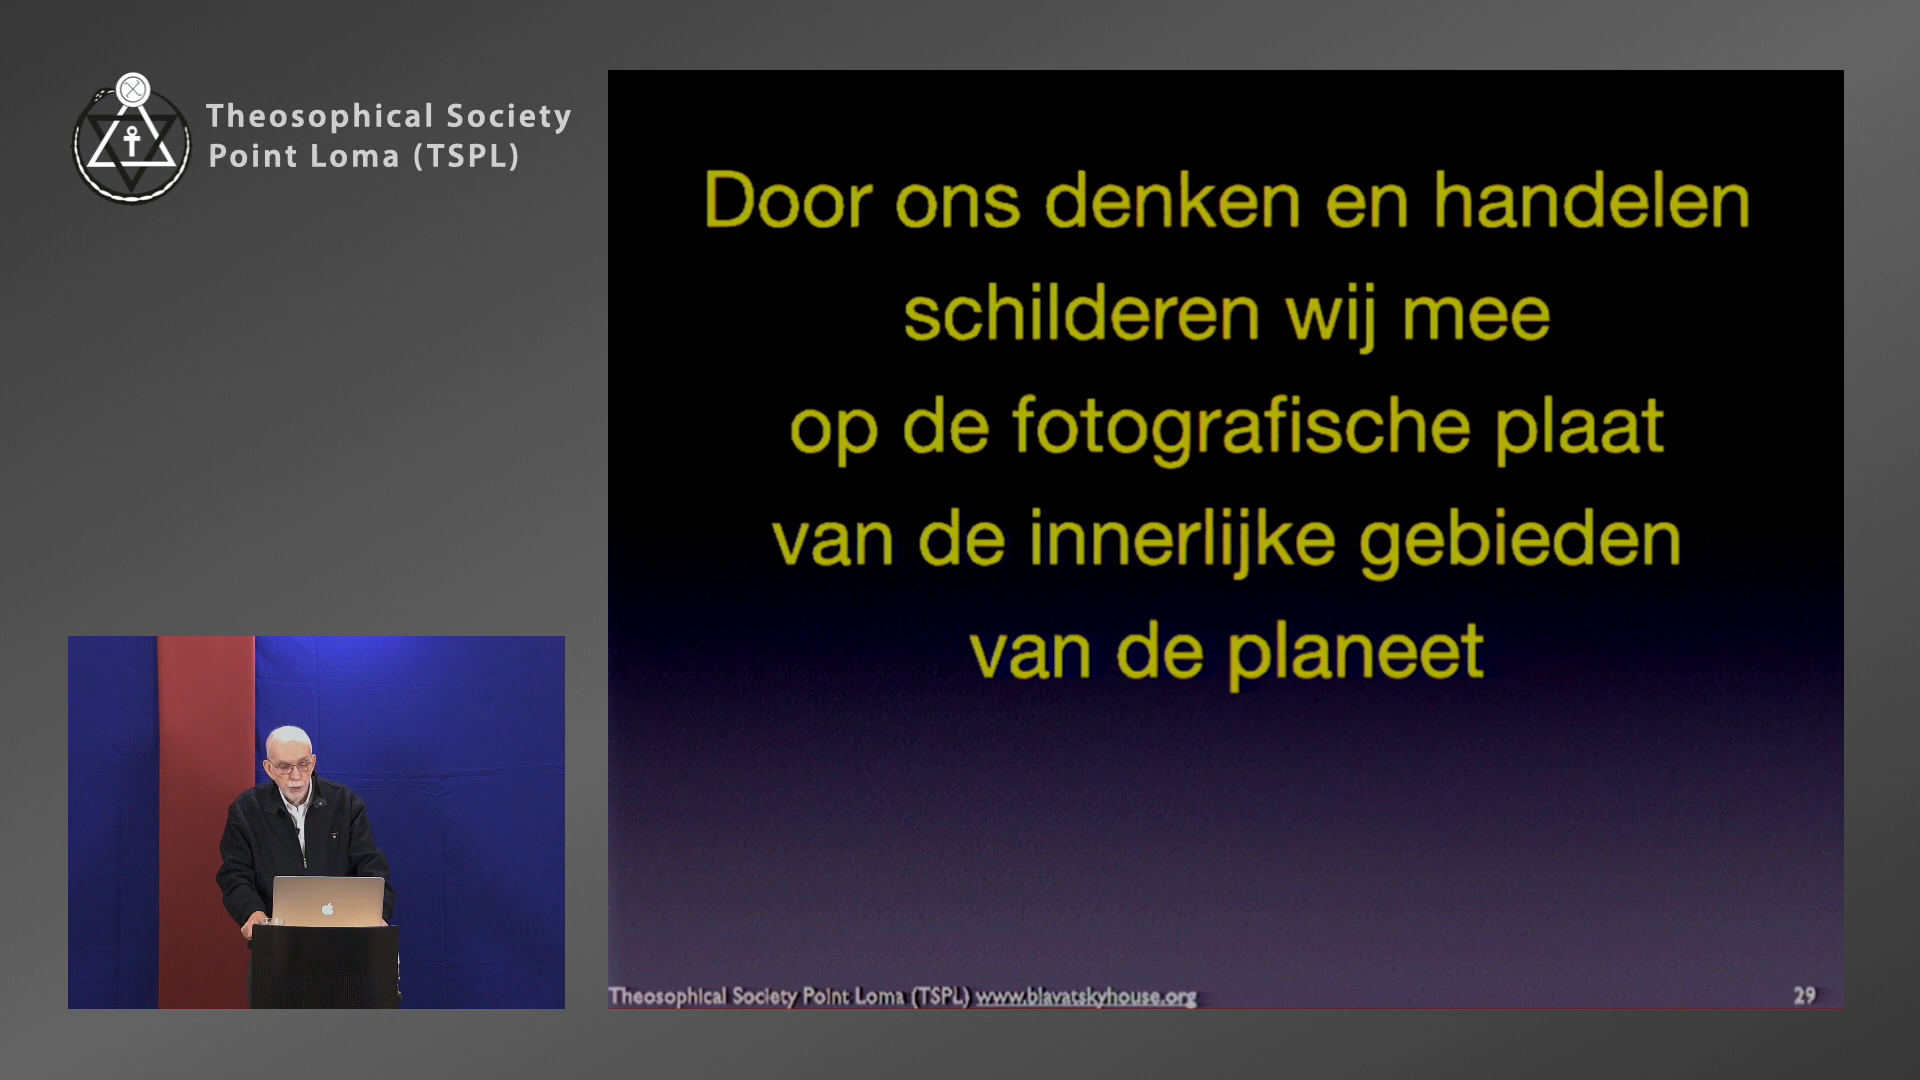 Theosophical Society
Point Loma (TSPL)
Door ons denken en handelen
schilderen wij mee
op de fotografische plaat
van de innerlijke gebieden
van de planeet
Theosophical Society Point Loma (TSPL) www.blavatskyhouse.org
29